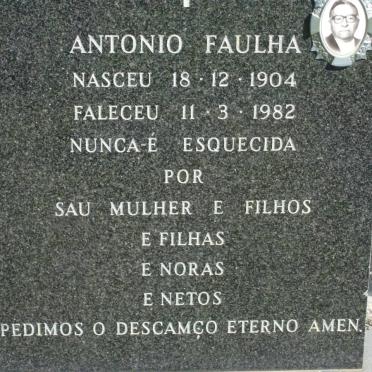 ANTONIO FAULHA
NASCEU 18·12·1904
FALECEU 11·3·1982
NUNCA-É ESQUECIDA
POR
SAU MULHER E FILHOS
E FILHAS
E NORAS
E NETOS
PEDIMOS O DESCAMÇO ETERNO AMEN.